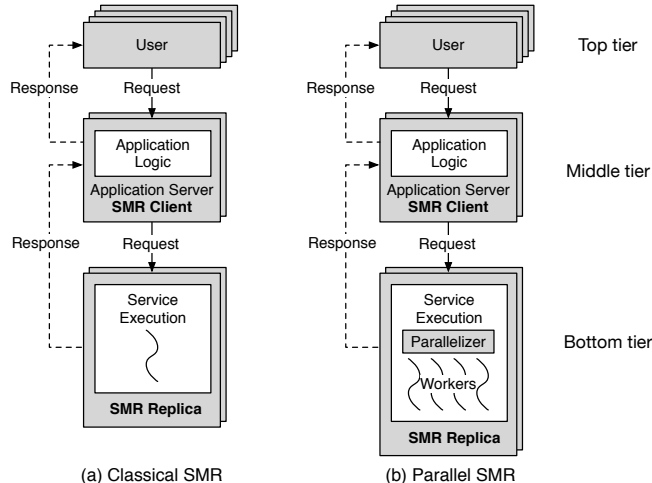 User
Response
Request
Application
Logic
Application Server
SMR Client
Response
Request
Service
Execution
SMR Replica
(a) Classical SMR
User
Response
Request
Application
Logic
Application Server
SMR Client
Response
Request
Service
Execution
Parallelizer
Workers
SMR Replica
(b) Parallel SMR
Top tier
Middle tier
Bottom tier